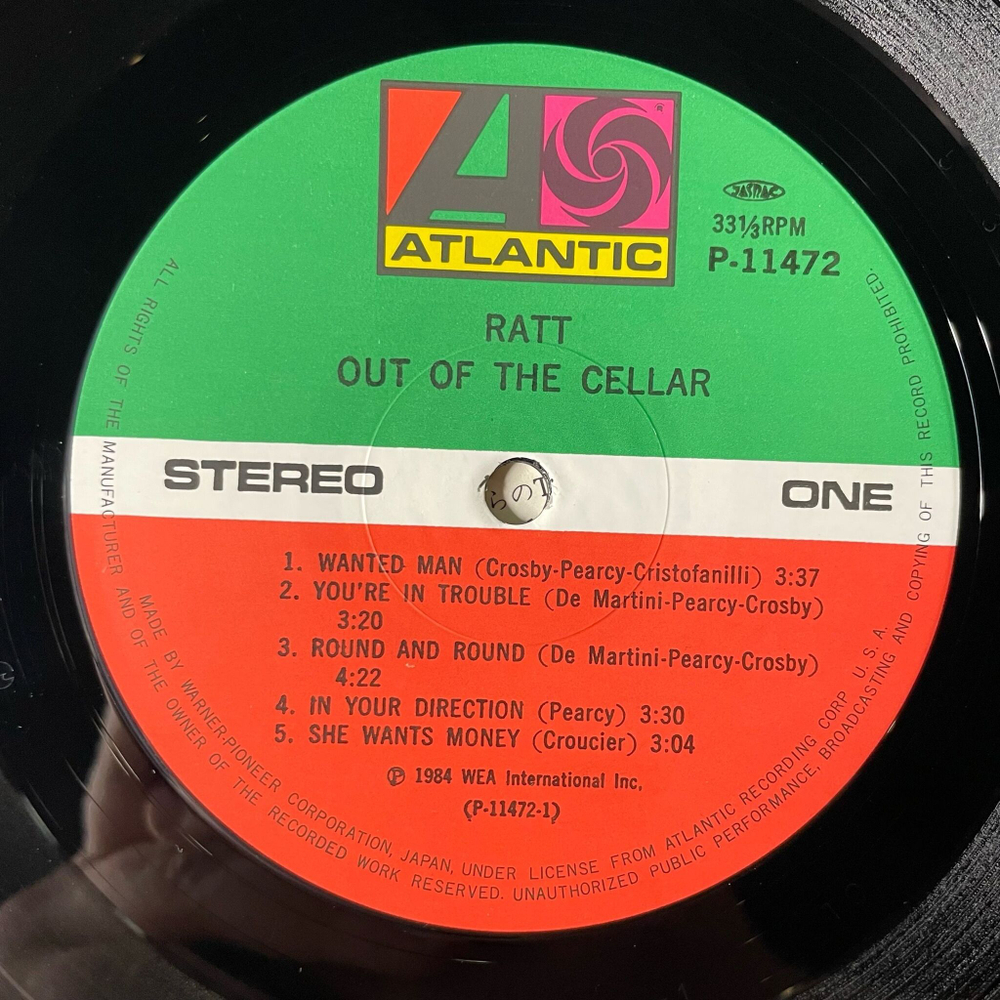 ATLANTIC
®
JASRAC
33⅓RPM
P-11472
RATT
OUT OF THE CELLAR
STEREO
ONE
らの
1. WANTED MAN (Crosby-Pearcy-Cristofanilli) 3:37
2. YOU'RE IN TROUBLE (De Martini-Pearcy-Crosby)
3:20
3. ROUND AND ROUND (De Martini-Pearcy-Crosby)
4:22
4. IN YOUR DIRECTION (Pearcy) 3:30
5. SHE WANTS MONEY (Croucier) 3:04
℗ 1984 WEA International Inc.
(P-11472-1)
MADE BY WARNER-PIONEER CORPORATION, JAPAN, UNDER LICENSE FROM ATLANTIC RECORDING CORP U. S. A.
ALL RIGHTS OF THE MANUFACTURER AND OF THE OWNER OF THE RECORDED WORK RESERVED. UNAUTHORIZED PUBLIC PERFORMANCE, BROADCASTING AND COPYING OF THIS RECORD PROHIBITED.